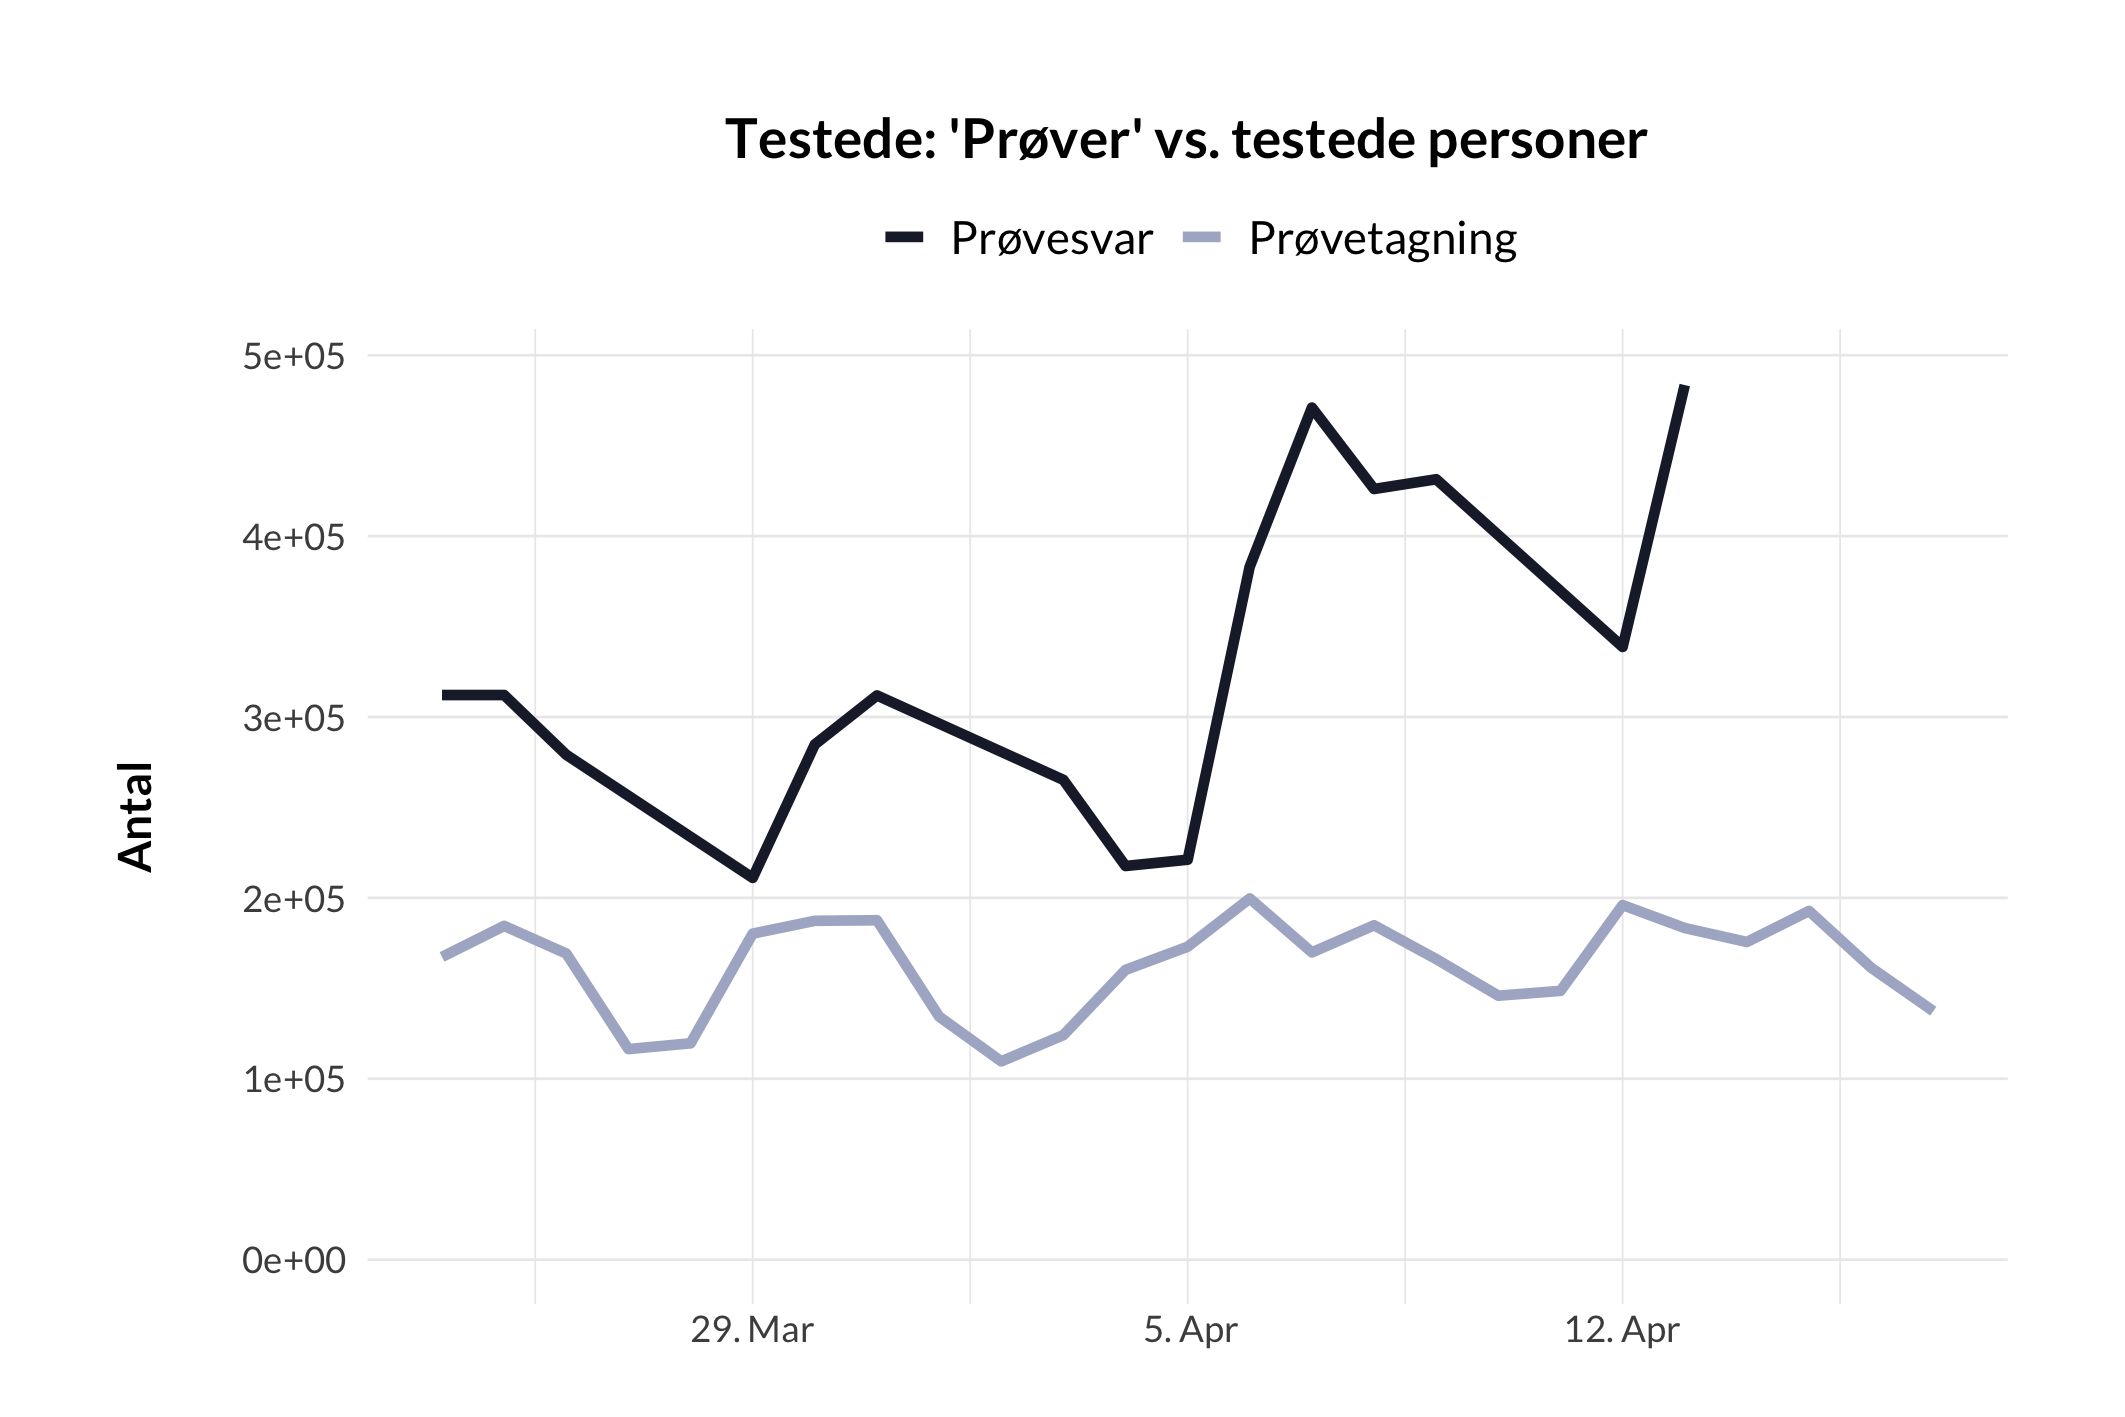 Testede: 'Prøver' vs. testede personer
Prøvesvar Prøvetagning
5e+05
4e+05
3e+05
2e+05
1e+05
0e+00
Antal
29. Mar 5. Apr 12. Apr